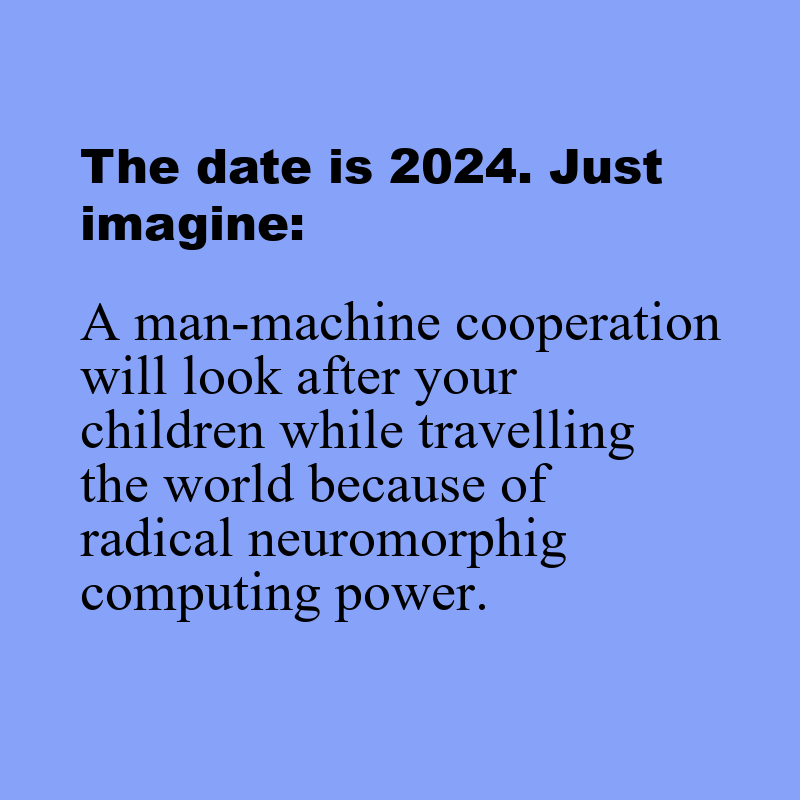 The date is 2024. Just
imagine:
A man-machine cooperation
will look after your
children while travelling
the world because of
radical neuromorphig
computing power.